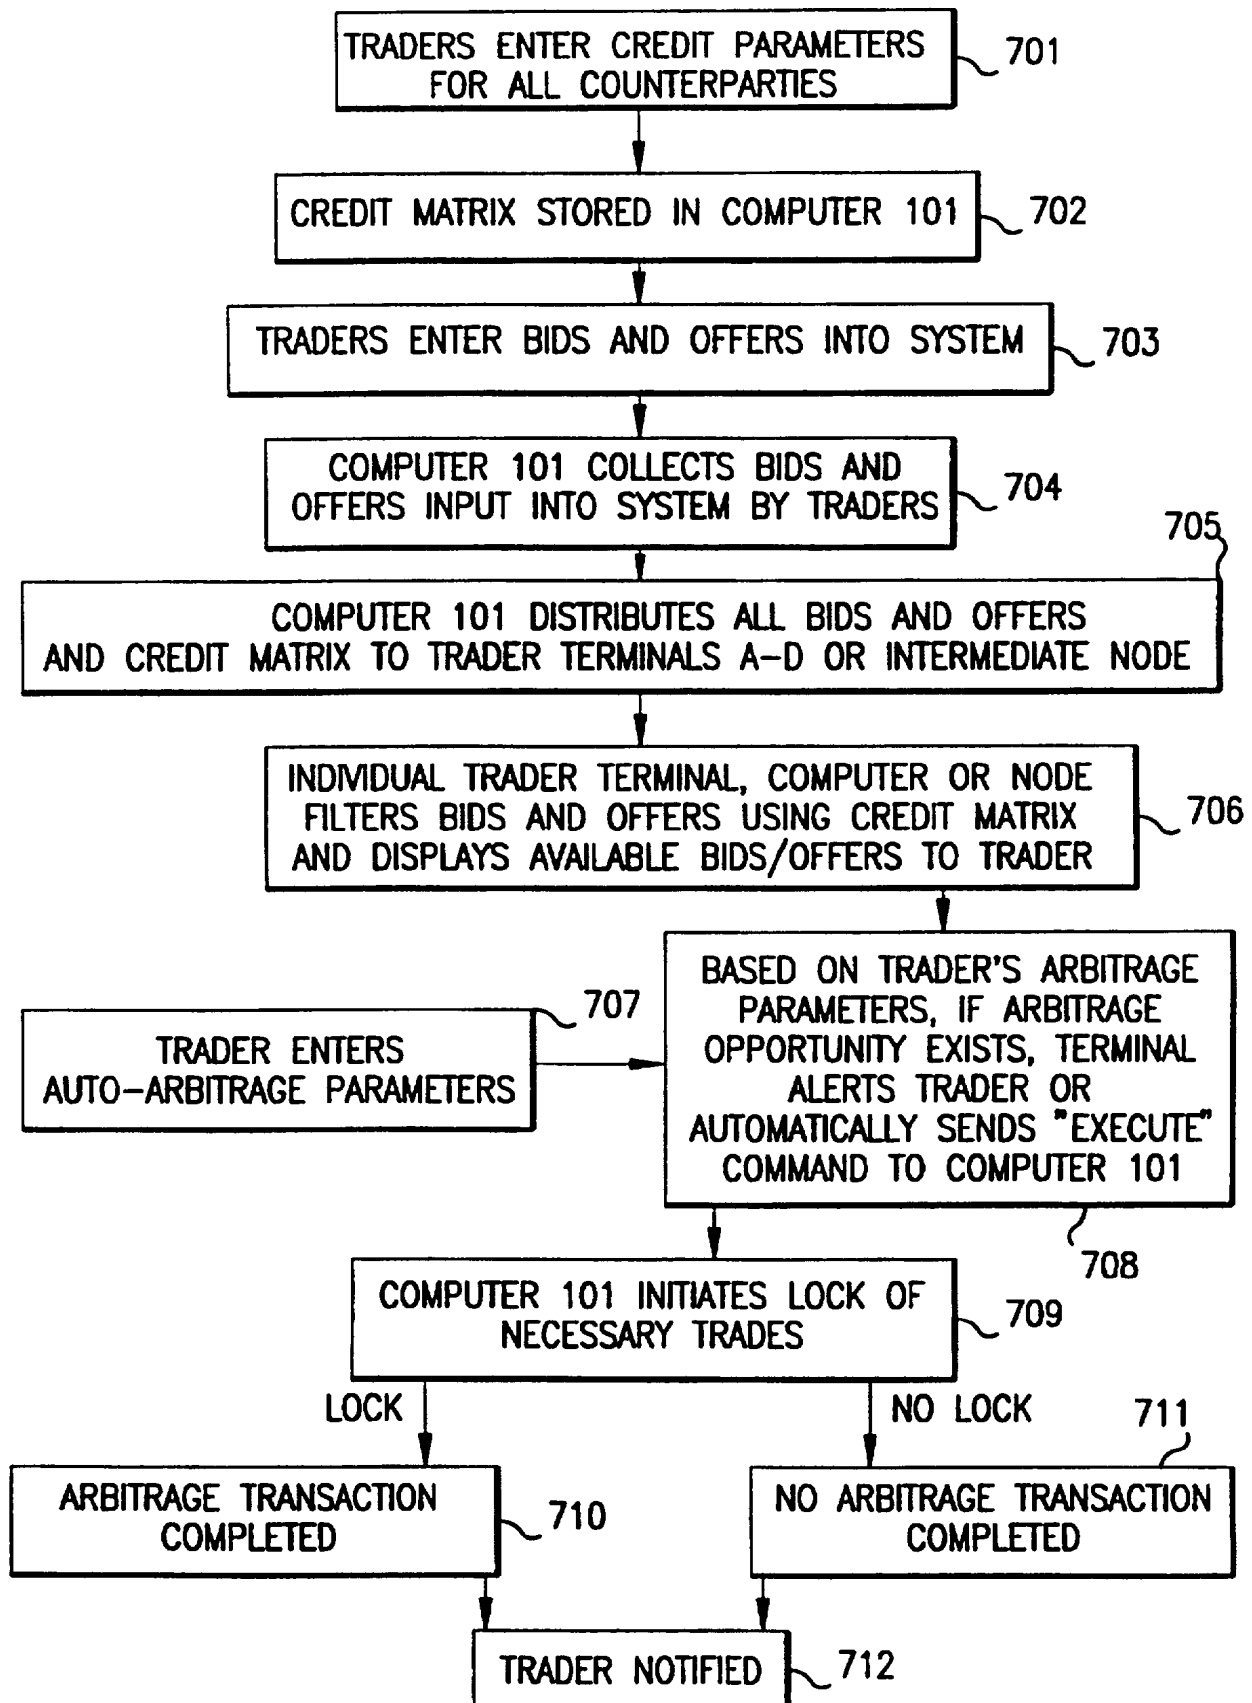 TRADERS ENTER CREDIT PARAMETERS
FOR ALL COUNTERPARTIES
701
CREDIT MATRIX STORED IN COMPUTER 101
702
TRADERS ENTER BIDS AND OFFERS INTO SYSTEM
703
COMPUTER 101 COLLECTS BIDS AND
OFFERS INPUT INTO SYSTEM BY TRADERS
704
705
COMPUTER 101 DISTRIBUTES ALL BIDS AND OFFERS
AND CREDIT MATRIX TO TRADER TERMINALS A-D OR INTERMEDIATE NODE
INDIVIDUAL TRADER TERMINAL, COMPUTER OR NODE
FILTERS BIDS AND OFFERS USING CREDIT MATRIX
AND DISPLAYS AVAILABLE BIDS/OFFERS TO TRADER
706
707
TRADER ENTERS
AUTO-ARBITRAGE PARAMETERS
BASED ON TRADER'S ARBITRAGE
PARAMETERS, IF ARBITRAGE
OPPORTUNITY EXISTS, TERMINAL
ALERTS TRADER OR
AUTOMATICALLY SENDS "EXECUTE"
COMMAND TO COMPUTER 101
708
COMPUTER 101 INITIATES LOCK OF
NECESSARY TRADES
709
LOCK
NO LOCK
711
ARBITRAGE TRANSACTION
COMPLETED
710
NO ARBITRAGE TRANSACTION
COMPLETED
TRADER NOTIFIED
712